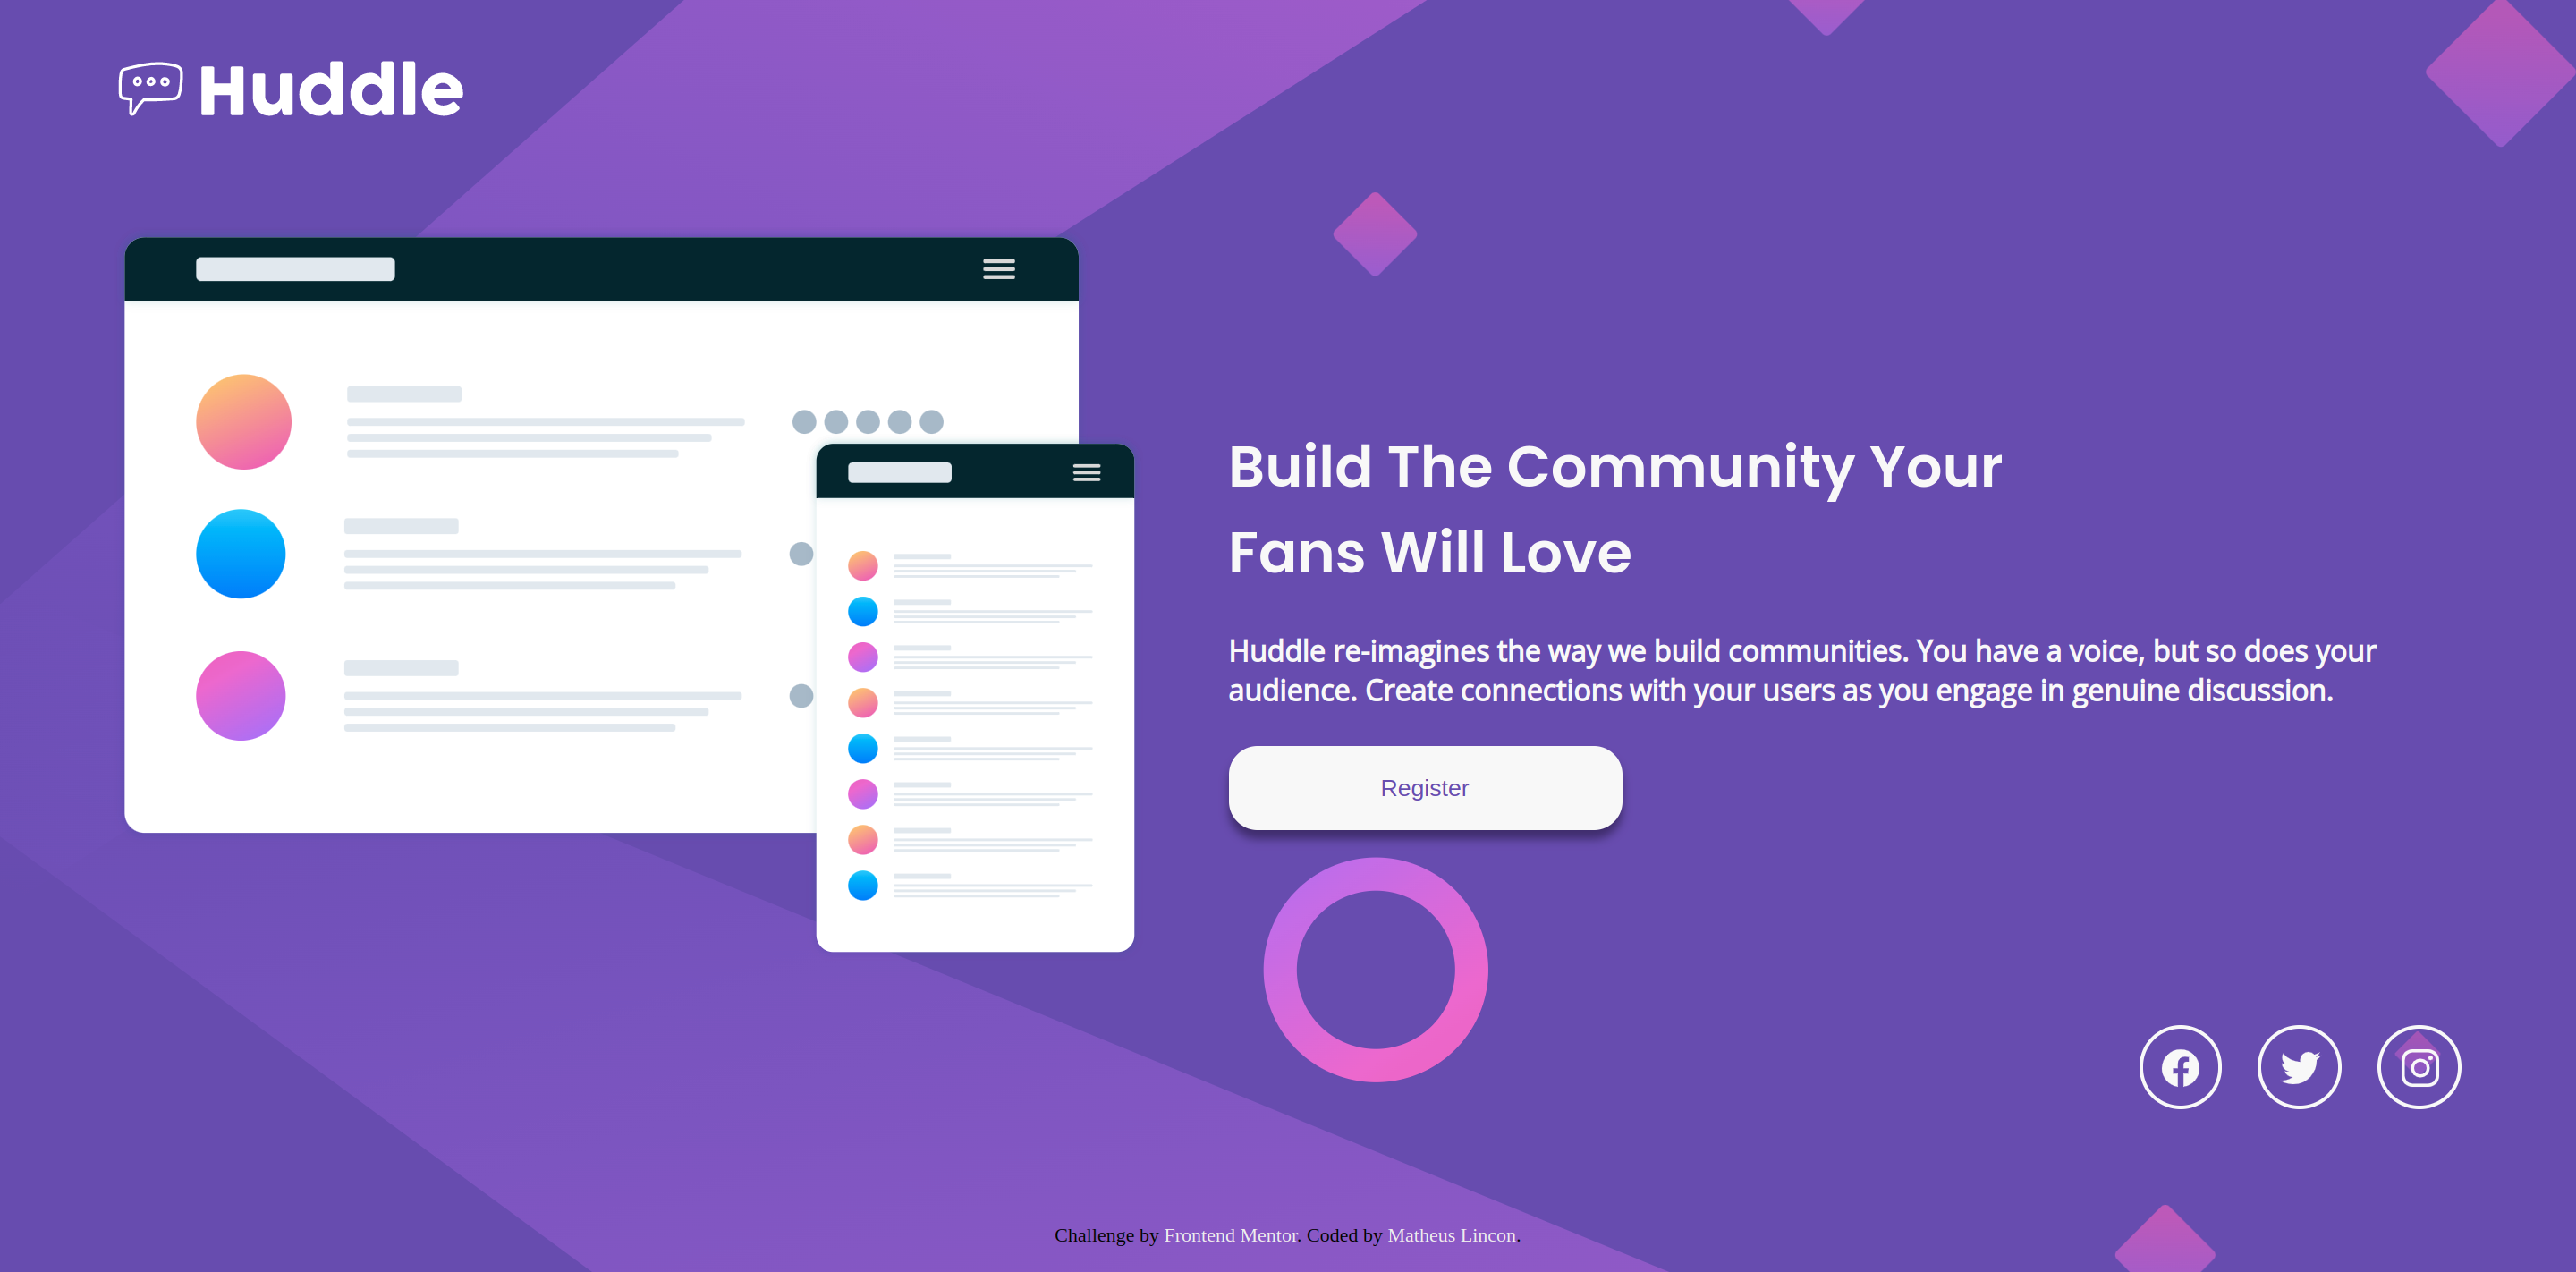 Huddle
Build The Community Your
Fans Will Love
Huddle re-imagines the way we build communities. You have a voice, but so does your
audience. Create connections with your users as you engage in genuine discussion.
Register
Challenge by Frontend Mentor. Coded by Matheus Lincon.